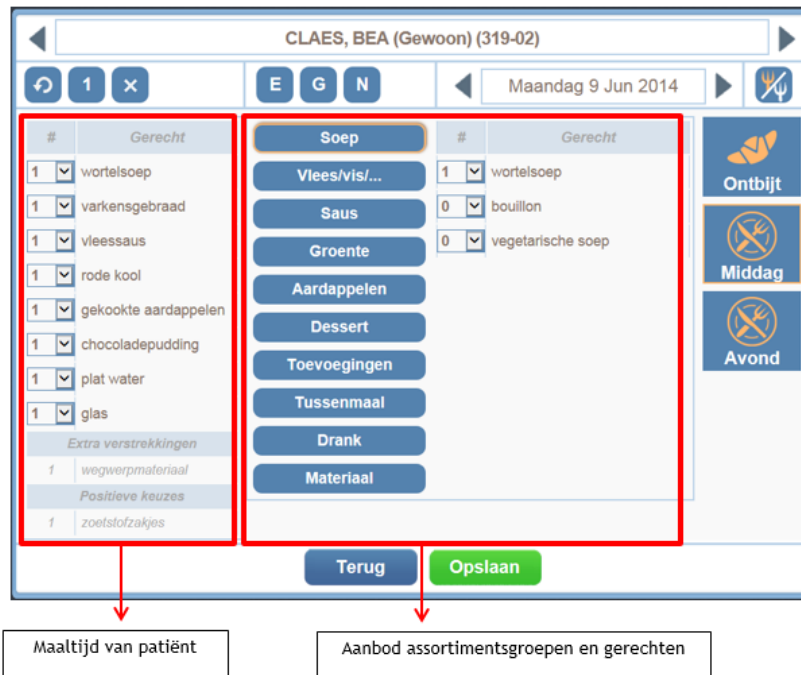 CLAES, BEA (Gewoon) (319-02)
1
E G N
Maandag 9 Jun 2014
# Gerecht
1 wortelsoep
1 varkensgebraad
1 vleessaus
1 rode kool
1 gekookte aardappelen
1 chocoladepudding
1 plat water
1 glas
Extra verstrekkingen
1 wegwerpmateriaal
Positieve keuzes
1 zoetstofzakjes
Soep
Vlees/vis/...
Saus
Groente
Aardappelen
Dessert
Toevoegingen
Tussenmaal
Drank
Materiaal
# Gerecht
1 wortelsoep
0 bouillon
0 vegetarische soep
Ontbijt
Middag
Avond
Terug
Opslaan
Maaltijd van patiënt
Aanbod assortimentsgroepen en gerechten